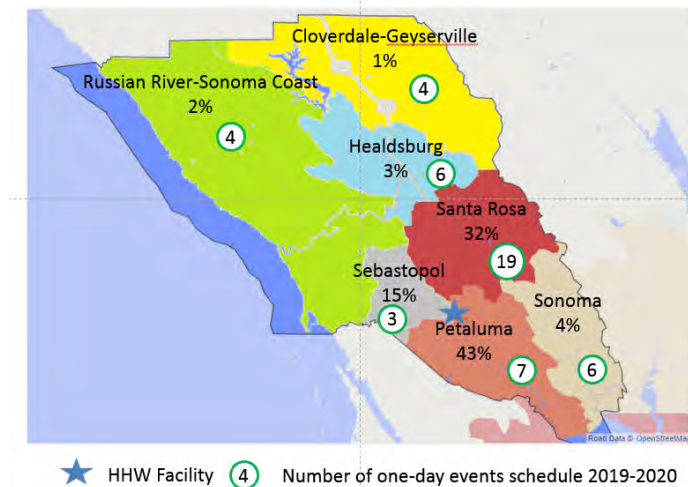 Cloverdale-Geyserville
1%
4
Russian River-Sonoma Coast
2%
4
Healdsburg
3%
6
Santa Rosa
32%
19
Sebastopol
15%
3
Sonoma
4%
6
Petaluma
43%
7
Road Data © OpenStreetMa
HHW Facility
4
Number of one-day events schedule 2019-2020